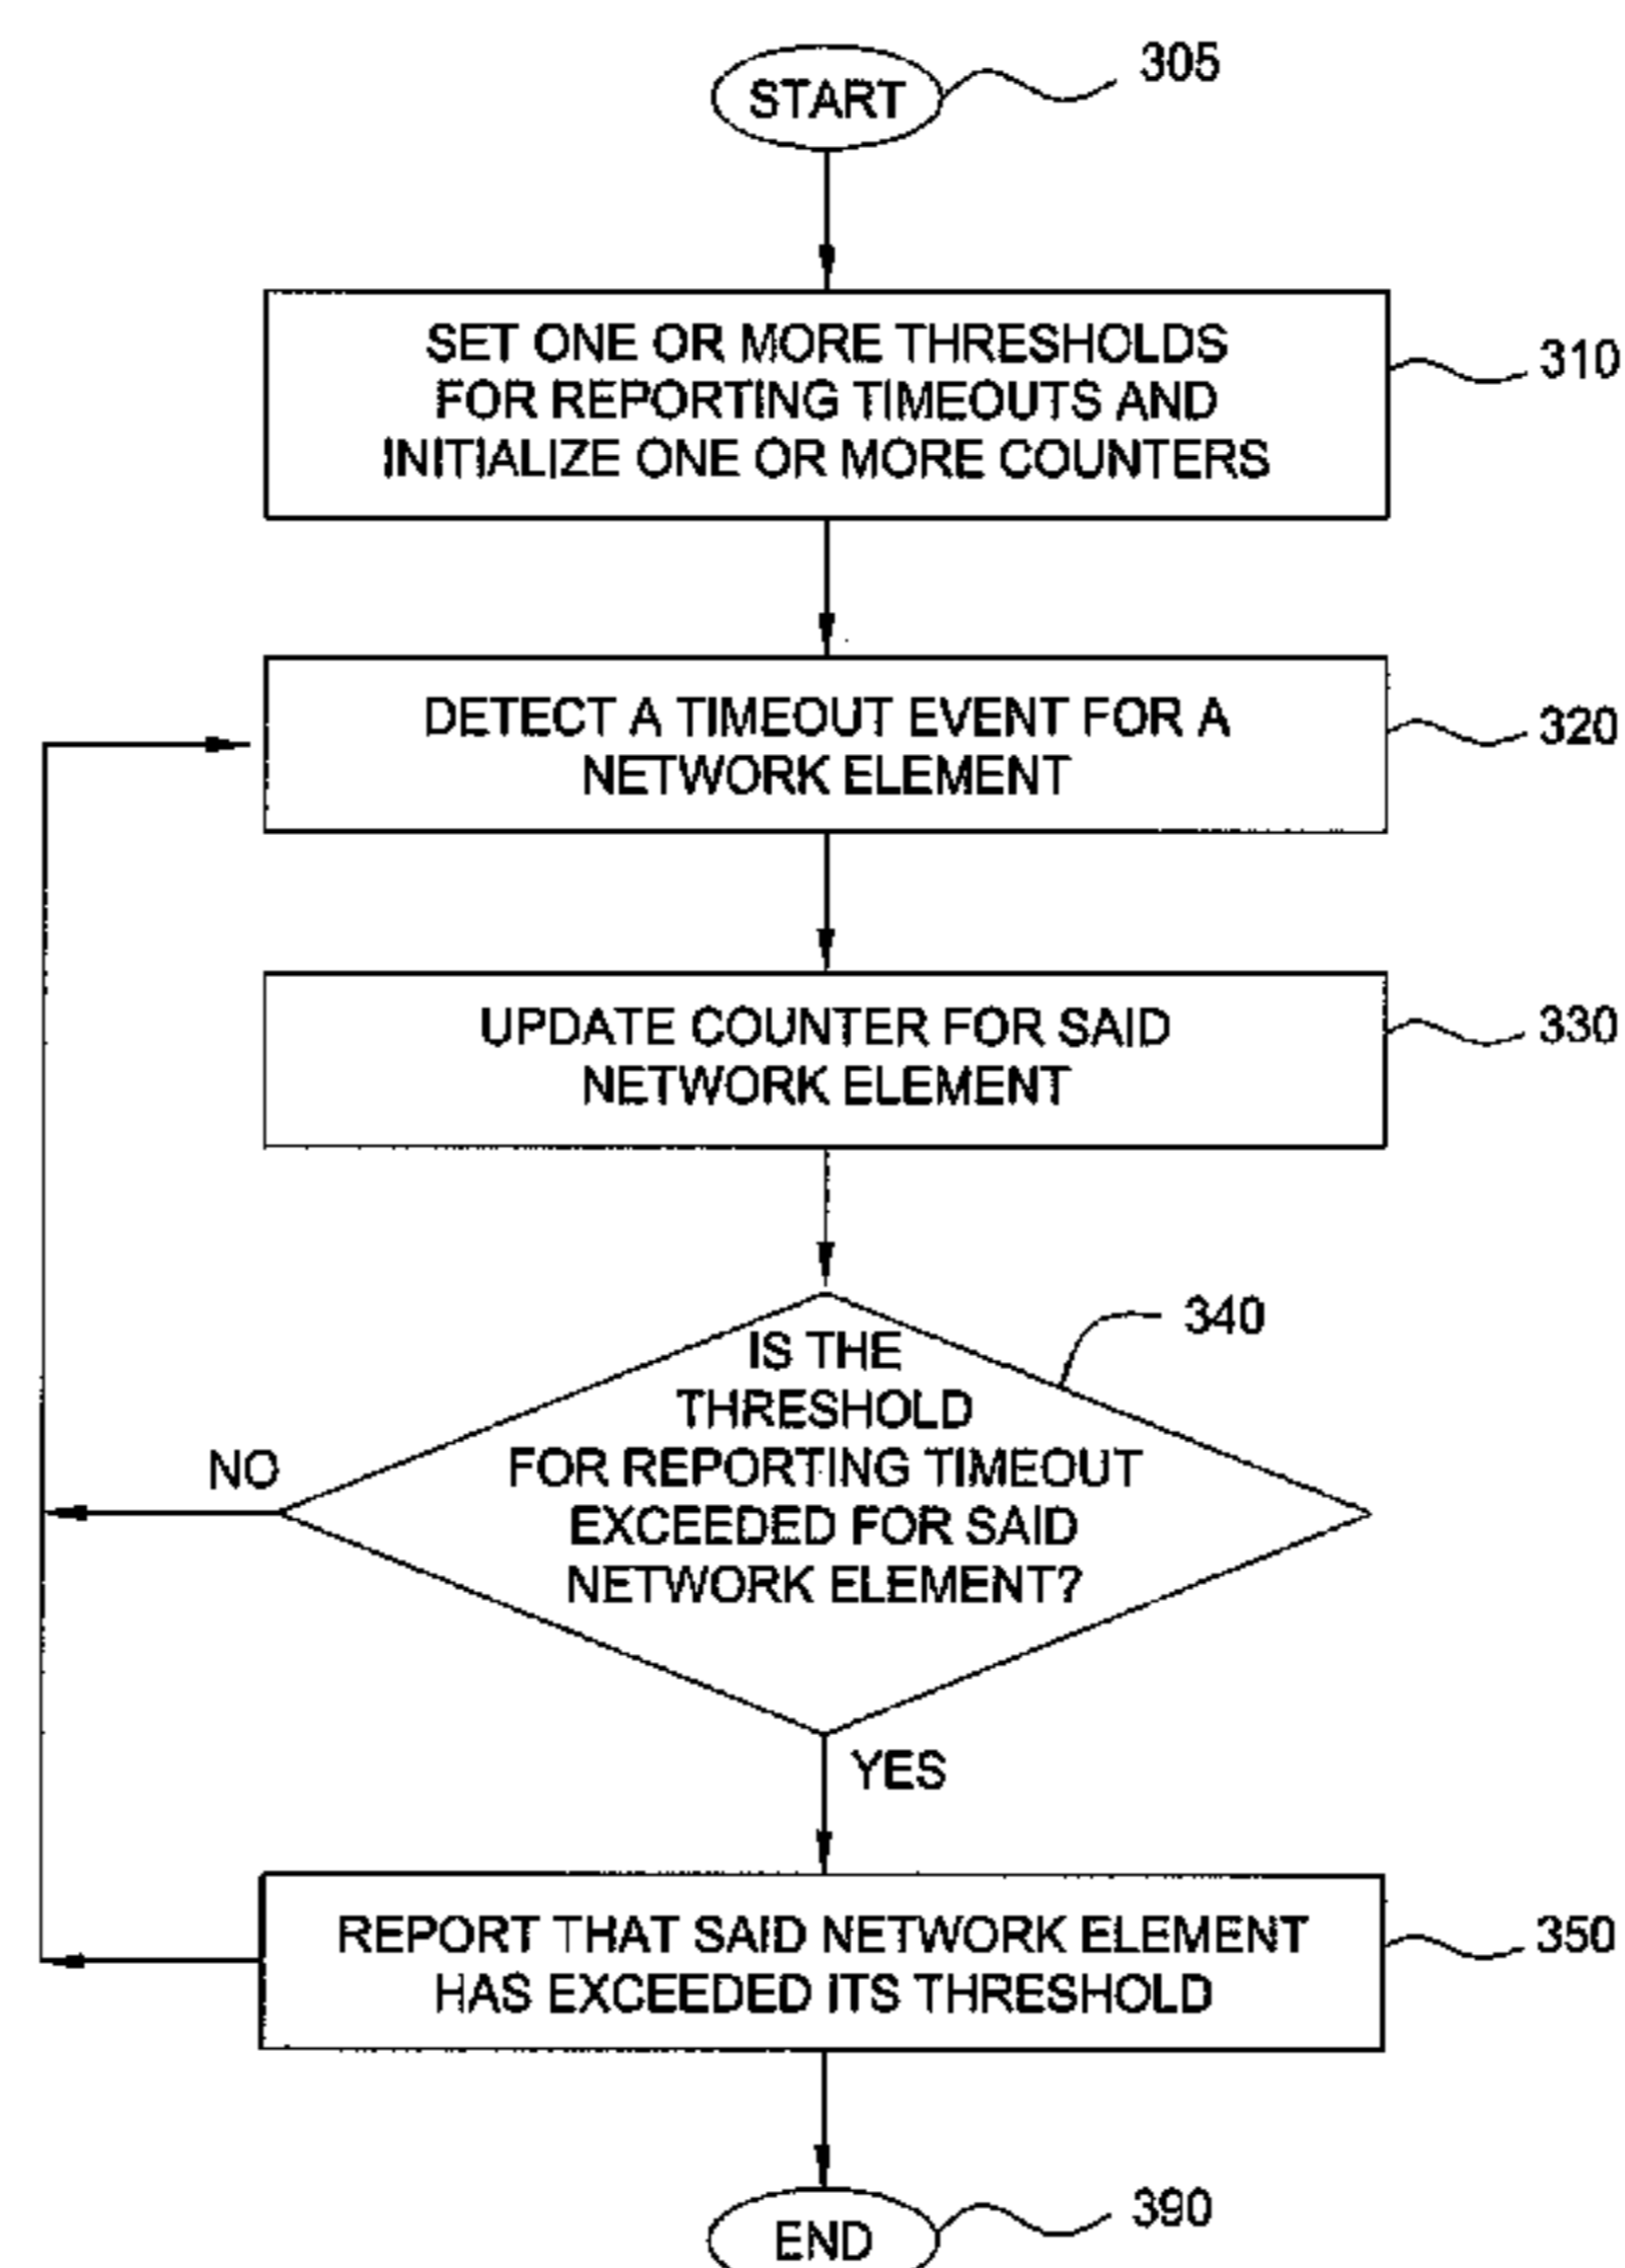 START
305
SET ONE OR MORE THRESHOLDS
FOR REPORTING TIMEOUTS AND
INITIALIZE ONE OR MORE COUNTERS
310
DETECT A TIMEOUT EVENT FOR A
NETWORK ELEMENT
320
UPDATE COUNTER FOR SAID
NETWORK ELEMENT
330
IS THE
THRESHOLD
FOR REPORTING TIMEOUT
EXCEEDED FOR SAID
NETWORK ELEMENT?
340
NO
YES
REPORT THAT SAID NETWORK ELEMENT
HAS EXCEEDED ITS THRESHOLD
350
END
390